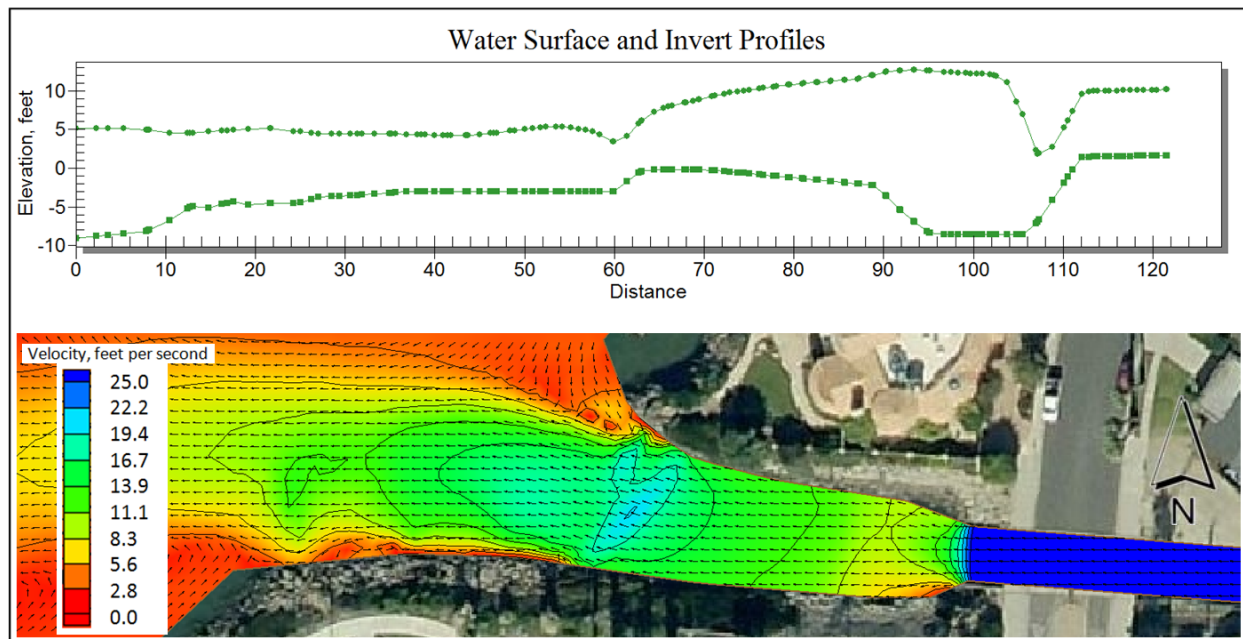 Water Surface and Invert Profiles
Elevation, feet
10
5
0
-5
-10
0 10 20 30 40 50 60 70 80 90 100 110 120
Distance
Velocity, feet per second
25.0
22.2
19.4
16.7
13.9
11.1
8.3
5.6
2.8
0.0
N